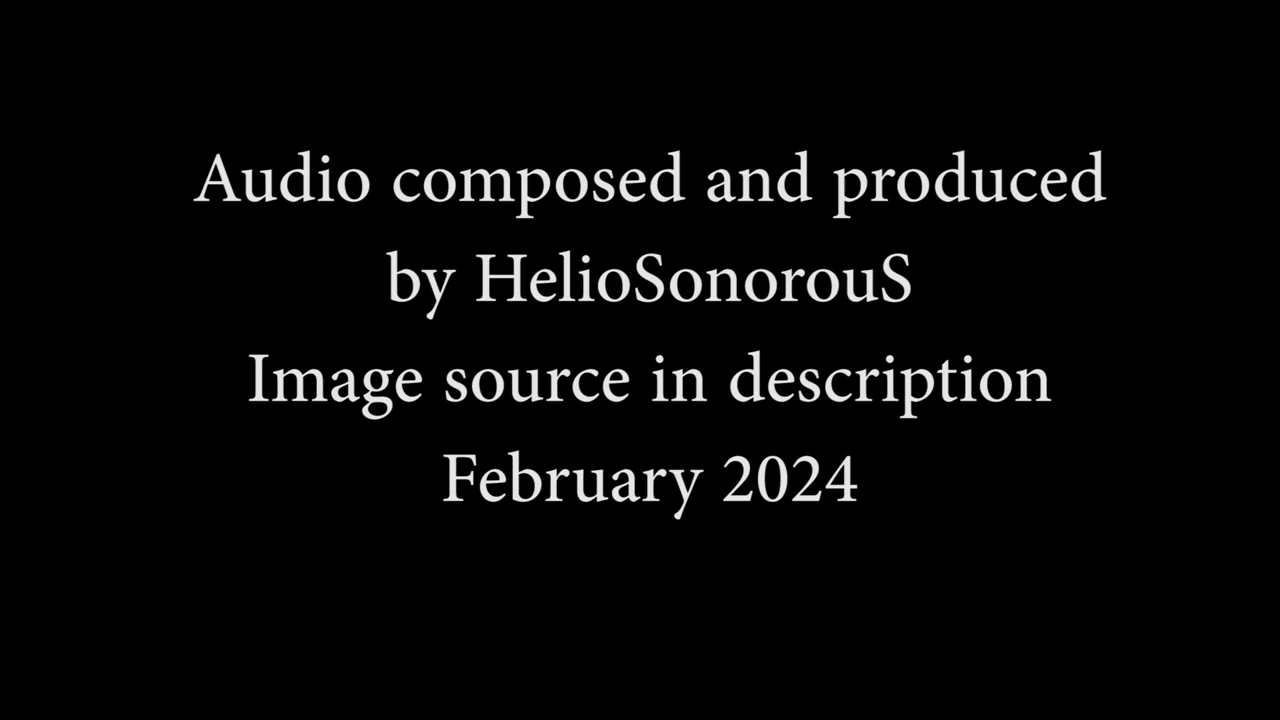 Audio composed and produced
by HelioSonorouS
Image source in description
February 2024